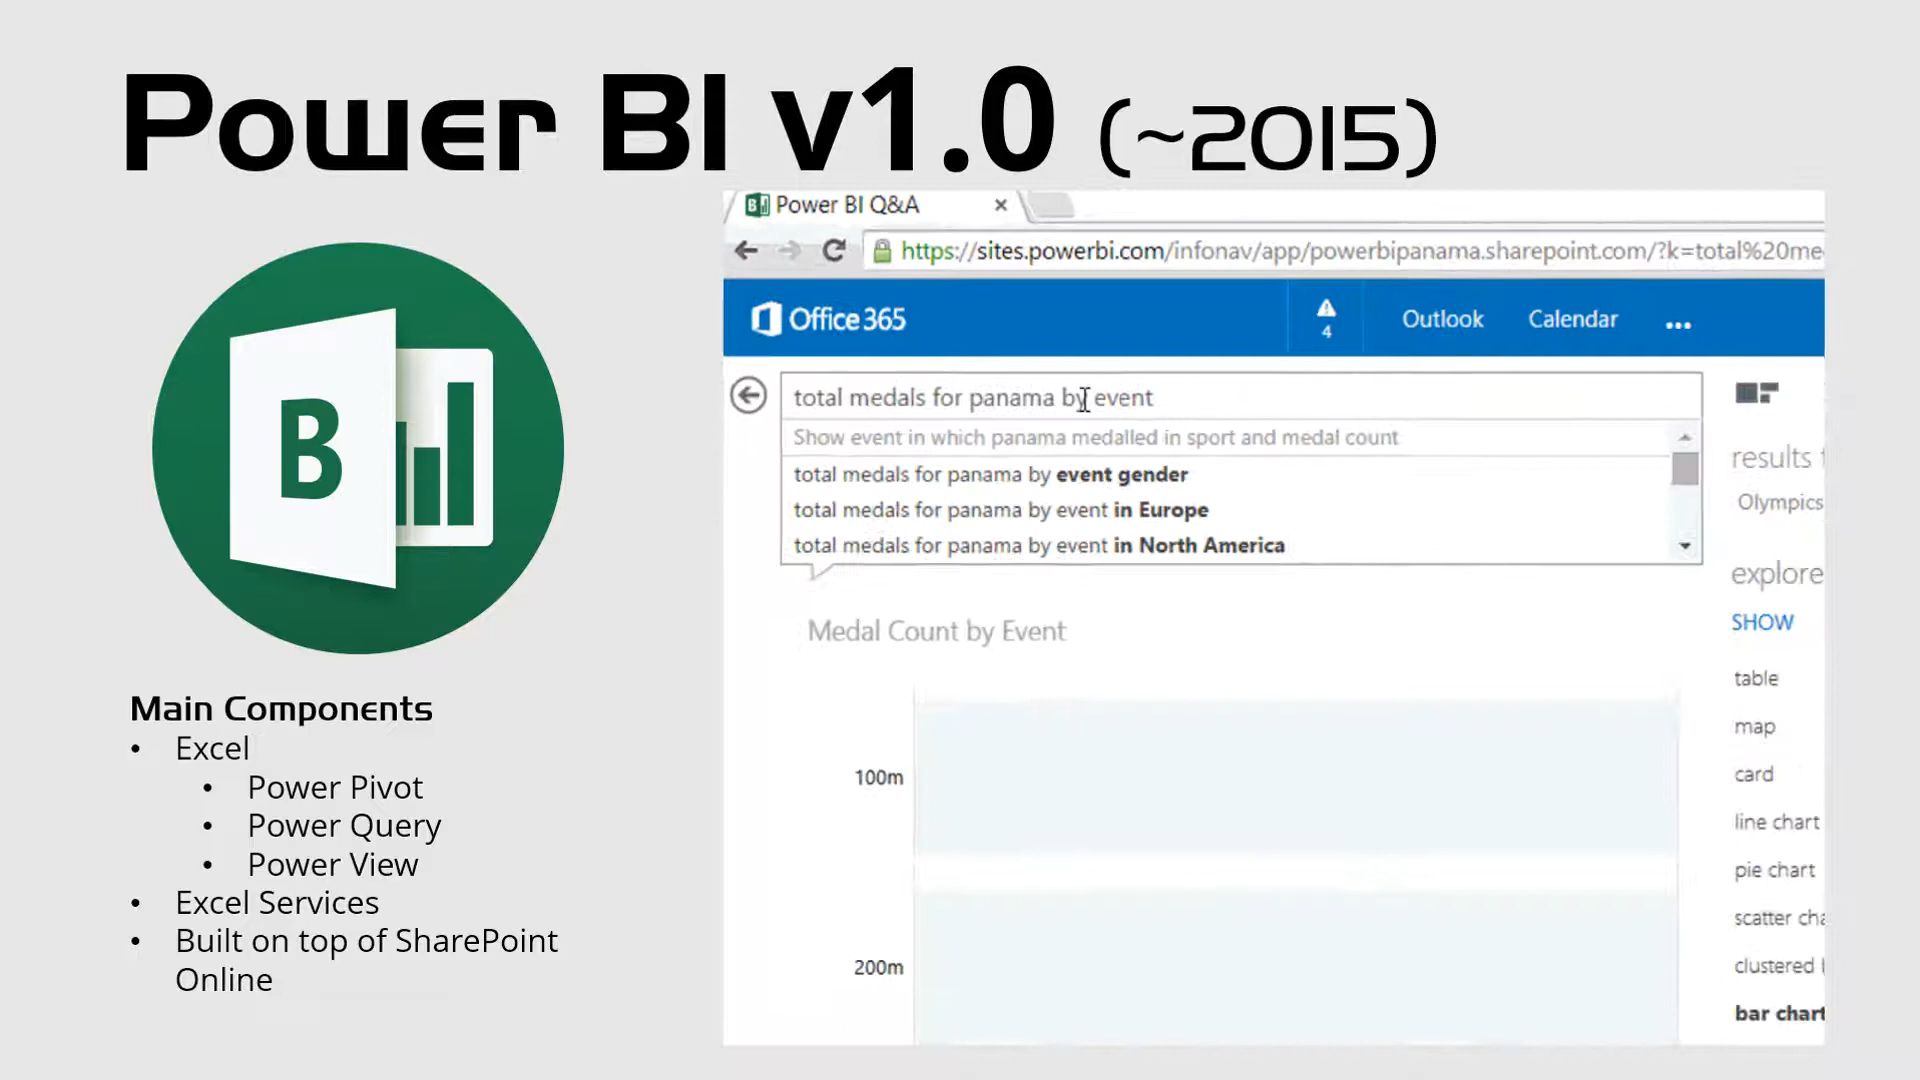 Power BI v1.0 (~2015)
B
Main Components
• Excel
• Power Pivot
• Power Query
• Power View
• Excel Services
• Built on top of SharePoint
Online
B Power BI Q&A ×
https://sites.powerbi.com/infonav/app/powerbipanama.sharepoint.com/?k=total%20me
Office 365 4 Outlook Calendar ...
total medals for panama by event
Show event in which panama medalled in sport and medal count
total medals for panama by event gender
total medals for panama by event in Europe
total medals for panama by event in North America
Medal Count by Event
100m
200m
results
Olympics
explore
SHOW
table
map
card
line chart
pie chart
scatter cha
clustered
bar chart